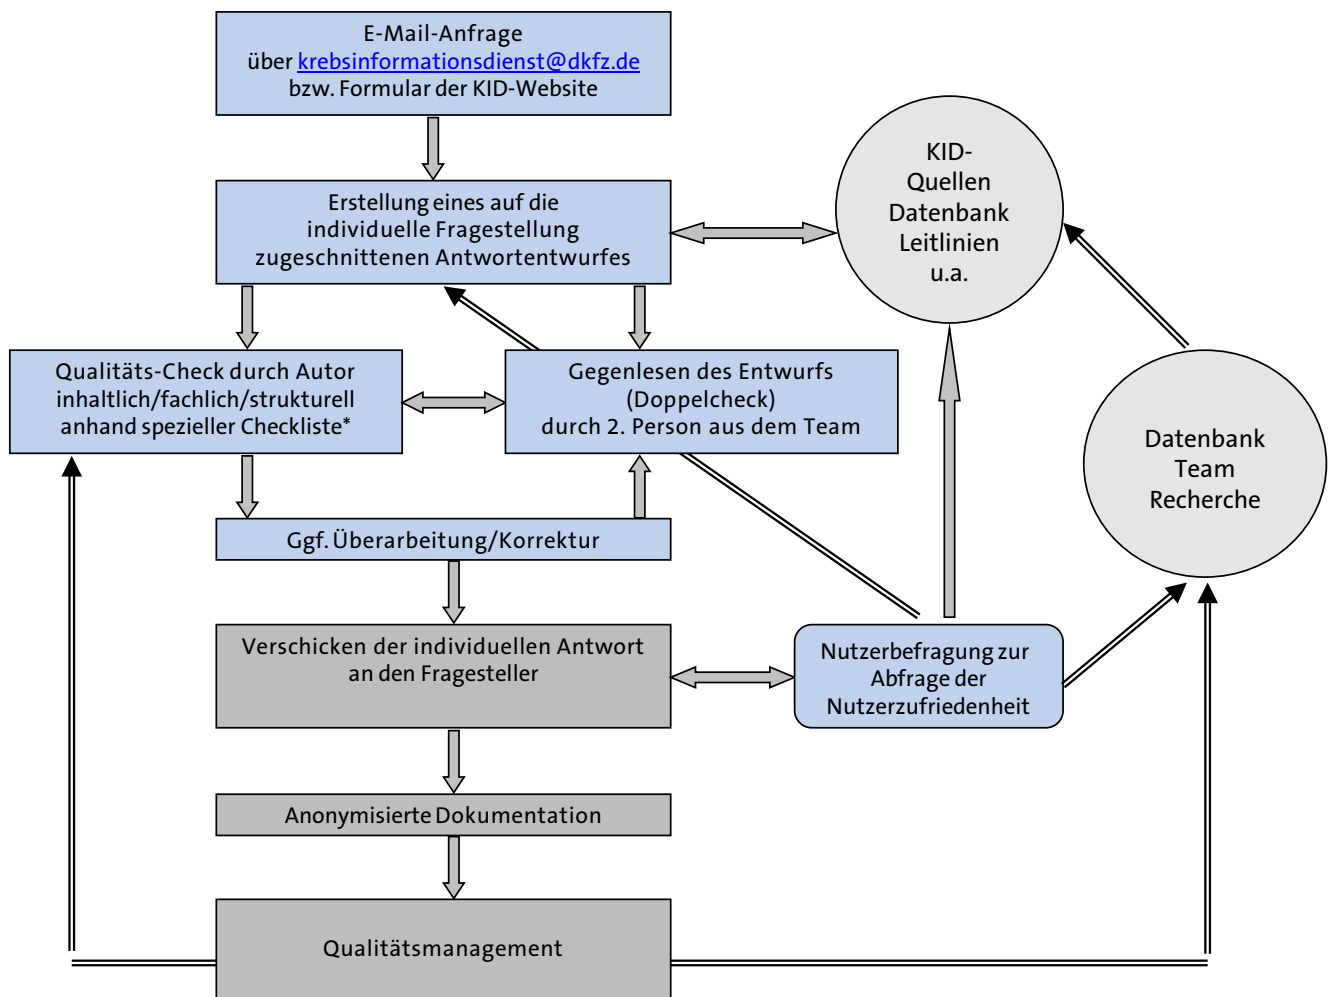 E-Mail-Anfrage
über krebsinformationsdienst@dkfz.de
bzw. Formular der KID-Website
KID-
Quellen
Datenbank
Leitlinien
u.a.
Erstellung eines auf die
individuelle Fragestellung
zugeschnittenen Antwortentwurfes
Qualitäts-Check durch Autor
inhaltlich/fachlich/strukturell
anhand spezieller Checkliste*
Gegenlesen des Entwurfs
(Doppelcheck)
durch 2. Person aus dem Team
Datenbank
Team
Recherche
Ggf. Überarbeitung/Korrektur
Verschicken der individuellen Antwort
an den Fragesteller
Nutzerbefragung zur
Abfrage der
Nutzerzufriedenheit
Anonymisierte Dokumentation
Qualitätsmanagement